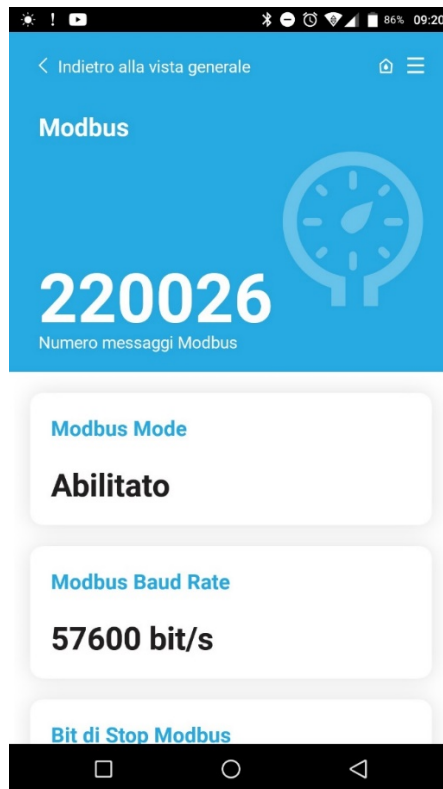 86% 09:20
Indietro alla vista generale
Modbus
220026
Numero messaggi Modbus
Modbus Mode
Abilitato
Modbus Baud Rate
57600 bit/s
Bit di Stop Modbus